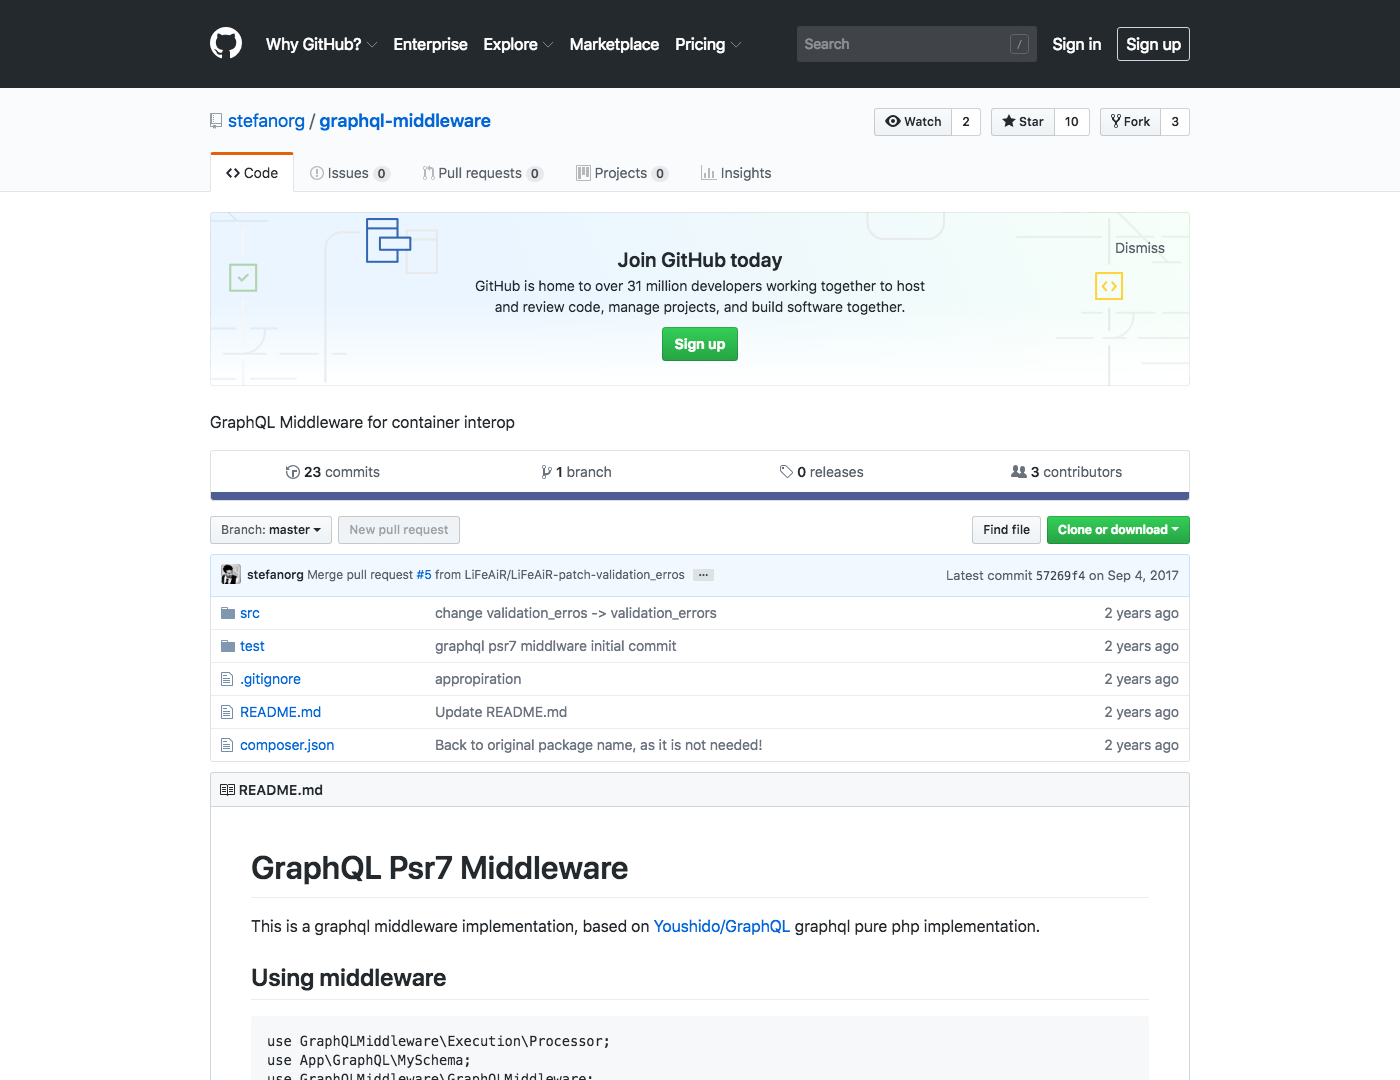 Why GitHub? Enterprise Explore Marketplace Pricing Search / Sign in Sign up
stefanorg / graphql-middleware Watch 2 Star 10 Fork 3
Code Issues 0 Pull requests 0 Projects 0 Insights
Dismiss
Join GitHub today
GitHub is home to over 31 million developers working together to host
and review code, manage projects, and build software together.
Sign up
GraphQL Middleware for container interop
23 commits 1 branch 0 releases 3 contributors
Branch: master New pull request Find file Clone or download
stefanorg Merge pull request #5 from LiFeAiR/LiFeAiR-patch-validation_erros … Latest commit 57269f4 on Sep 4, 2017
src change validation_erros -> validation_errors 2 years ago
test graphql psr7 middlware initial commit 2 years ago
.gitignore appropiration 2 years ago
README.md Update README.md 2 years ago
composer.json Back to original package name, as it is not needed! 2 years ago
README.md
GraphQL Psr7 Middleware
This is a graphql middleware implementation, based on Youshido/GraphQL graphql pure php implementation.
Using middleware
use GraphQLMiddleware\Execution\Processor;
use App\GraphQL\MySchema;
use GraphQLMiddleware\GraphQLMiddleware;